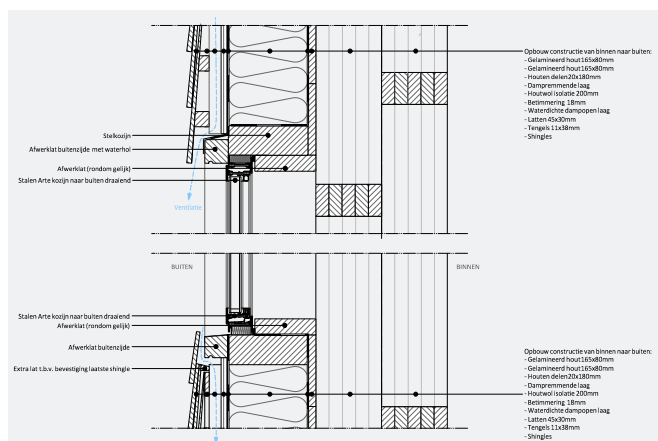 Opbouw constructie van binnen naar buiten:
- Gelamineerd hout165x80mm
- Gelamineerd hout165x80mm
- Houten delen20x180mm
- Dampremmende laag
- Houtwol isolatie 200mm
- Betimmering 18mm
- Waterdichte dampopen laag
- Latten 45x30mm
- Tengels 11x38mm
- Shingles
Stelkozijn
Afwerklat buitenzijde met waterhol
Afwerklat (rondom gelijk)
Stalen Arte kozijn naar buiten draaiend
Ventilatie
BUITEN
BINNEN
Stalen Arte kozijn naar buiten draaiend
Afwerklat (rondom gelijk)
Afwerklat buitenzijde
Extra lat t.b.v. bevestiging laatste shingle
Opbouw constructie van binnen naar buiten:
- Gelamineerd hout165x80mm
- Gelamineerd hout165x80mm
- Houten delen20x180mm
- Dampremmende laag
- Houtwol isolatie 200mm
- Betimmering 18mm
- Waterdichte dampopen laag
- Latten 45x30mm
- Tengels 11x38mm
- Shingles